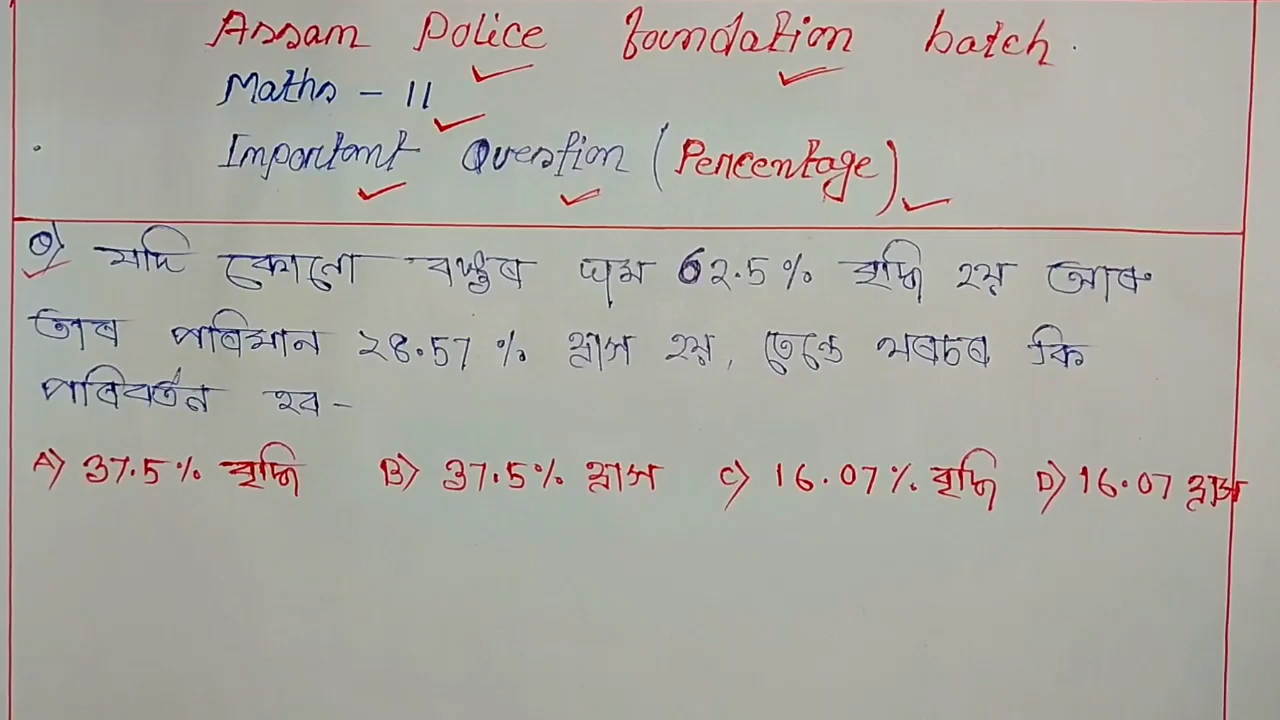 Assam Police foundation batch.
Maths - 11
Important Question (Percentage)
Q) যদি কোনো বস্তুৰ দাম 62.5% বৃদ্ধি হয় আৰু
তাৰ পৰিমান 28.57% হ্ৰাস হয়, তেন্তে খৰচৰ কি
পৰিবৰ্তন হব -
A) 37.5% বৃদ্ধি B) 37.5% হ্ৰাস C) 16.07% বৃদ্ধি D) 16.07 হ্ৰাস